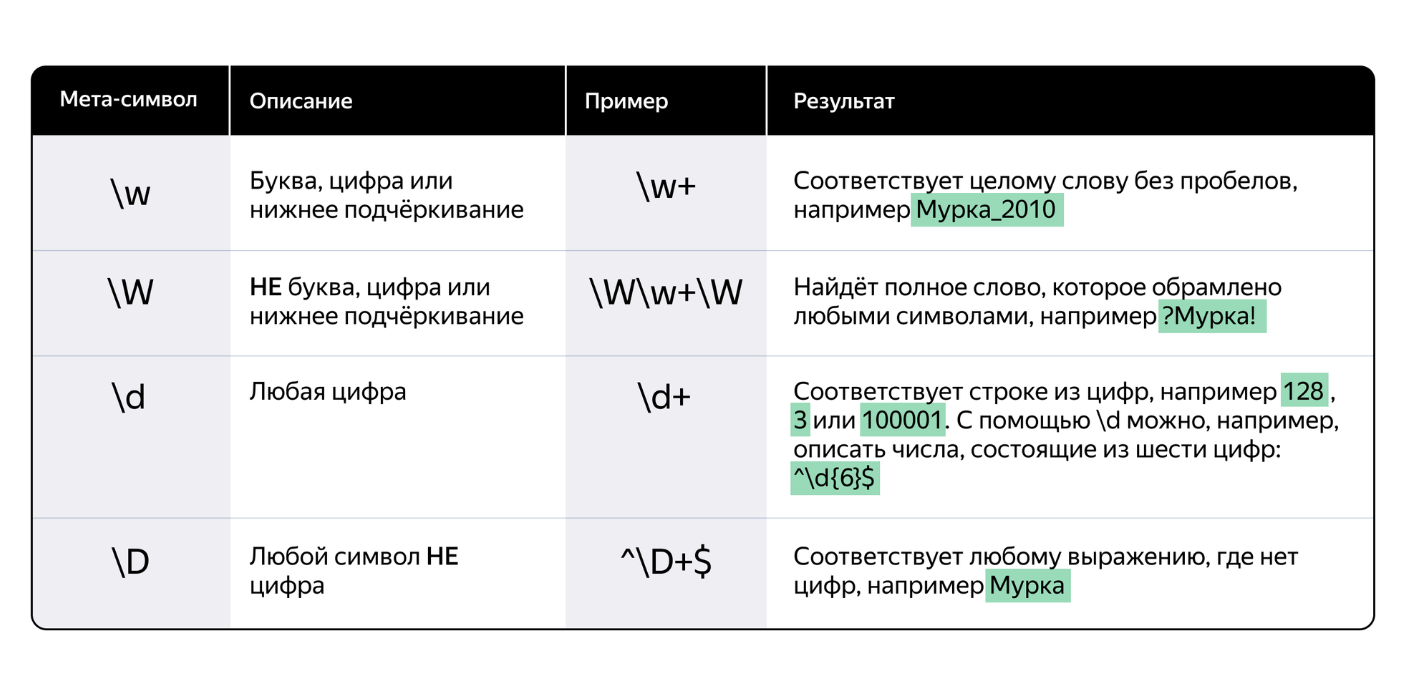 Мета-символ Описание Пример Результат
\w
Буква, цифра или
нижнее подчёркивание
\w+
Соответствует целому слову без пробелов,
например Мурка_2010
\W
НЕ буква, цифра или
нижнее подчёркивание
\W\w+\W
Найдёт полное слово, которое обрамлено
любыми символами, например ?Мурка!
\d
Любая цифра
\d+
Соответствует строке из цифр, например 128 ,
3 или 100001. С помощью \d можно, например,
описать числа, состоящие из шести цифр:
^\d{6}$
\D
Любой символ НЕ
цифра
^\D+$
Соответствует любому выражению, где нет
цифр, например Мурка